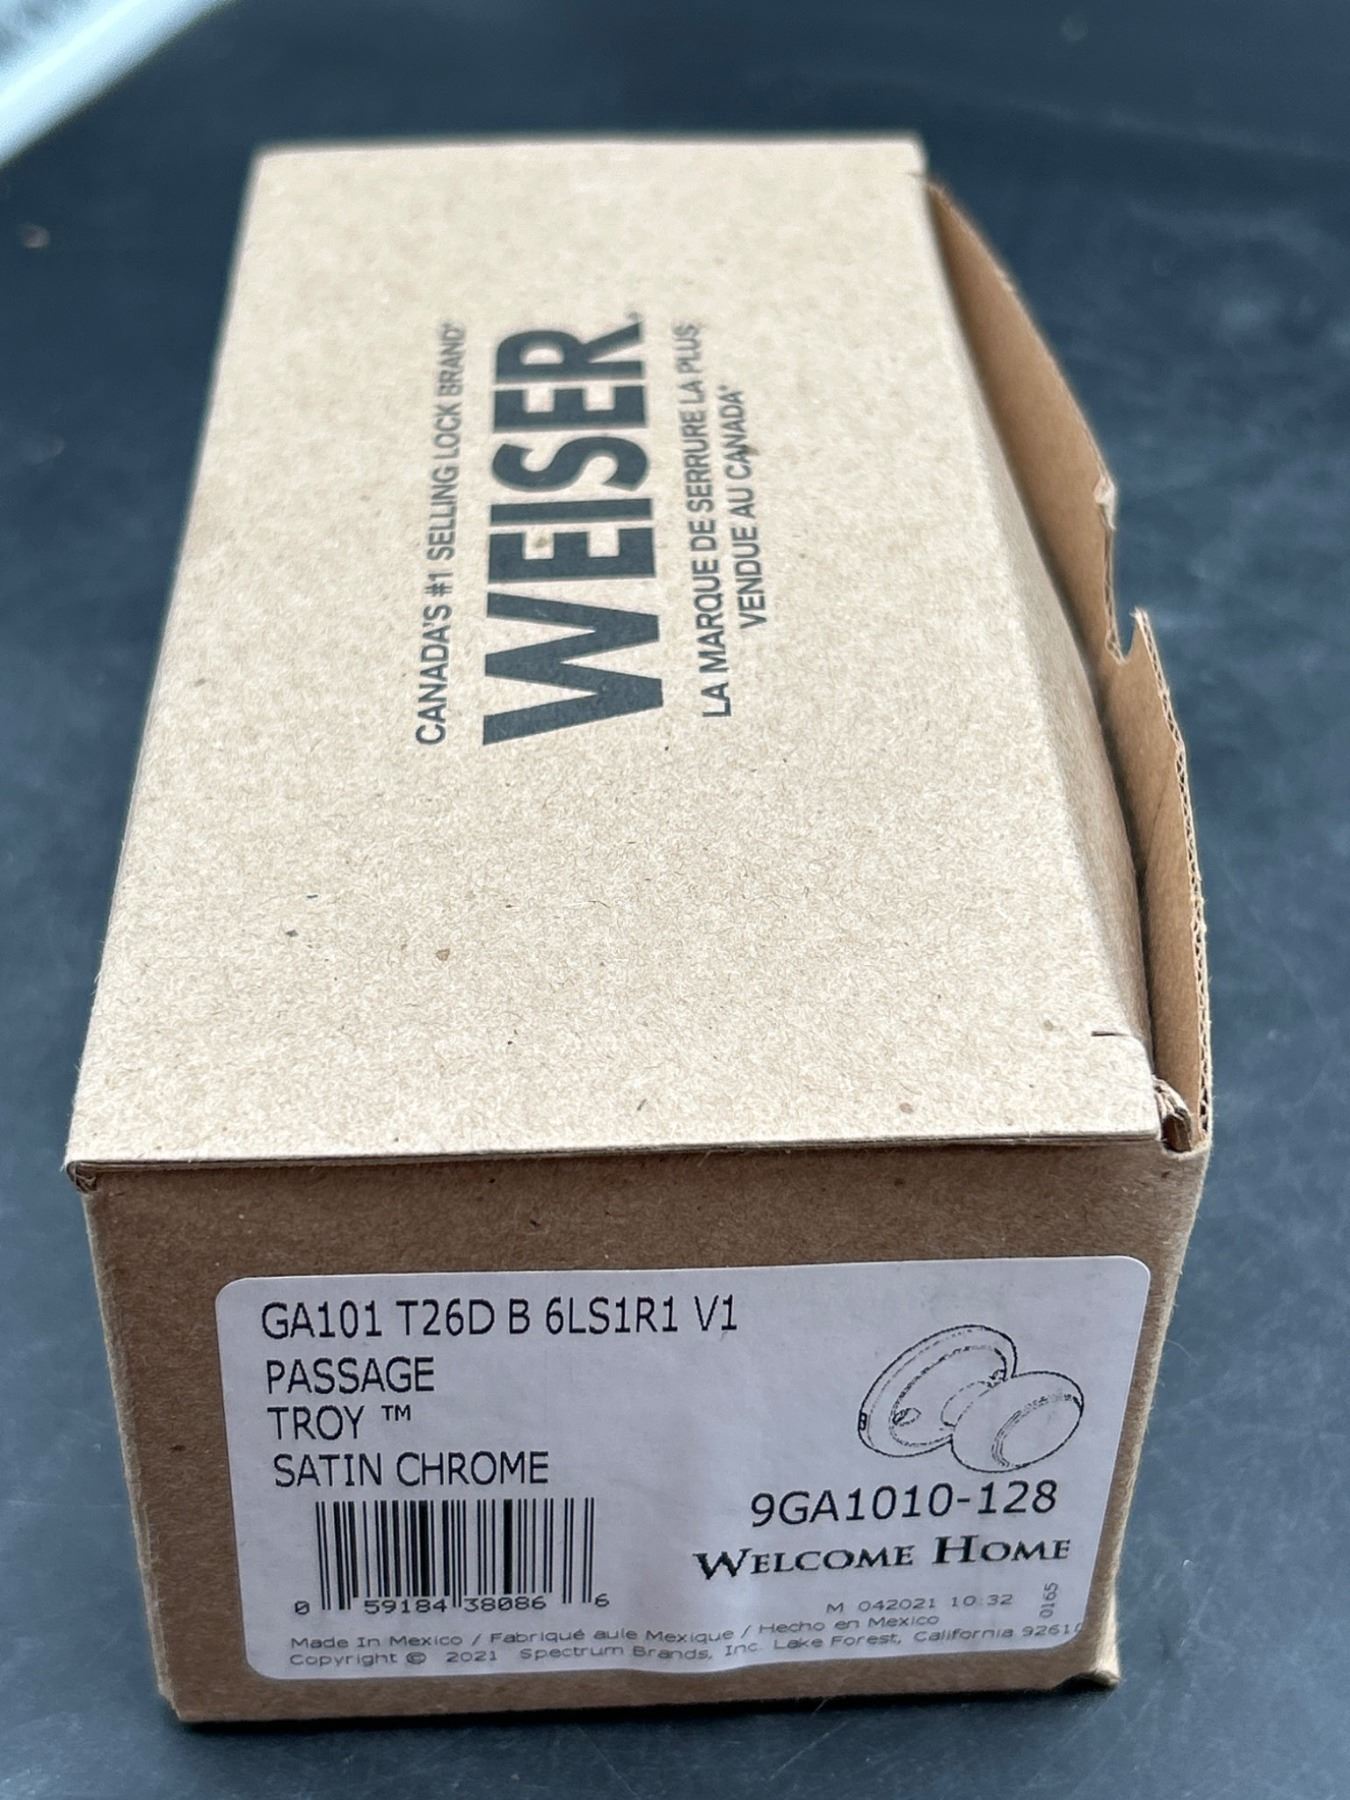 CANADA'S #1 SELLING LOCK BRAND*
WEISER®
LA MARQUE DE SERRURE LA PLUS
VENDUE AU CANADA*
GA101 T26D B 6LS1R1 V1
PASSAGE
TROY ™
SATIN CHROME
9GA1010-128
WELCOME HOME
0 59184 38086 6
M 042021 10:32
0165
Made In Mexico / Fabriqué auIe Mexique / Hecho en Mexico
Copyright © 2021 Spectrum Brands, Inc. Lake Forest, California 92610